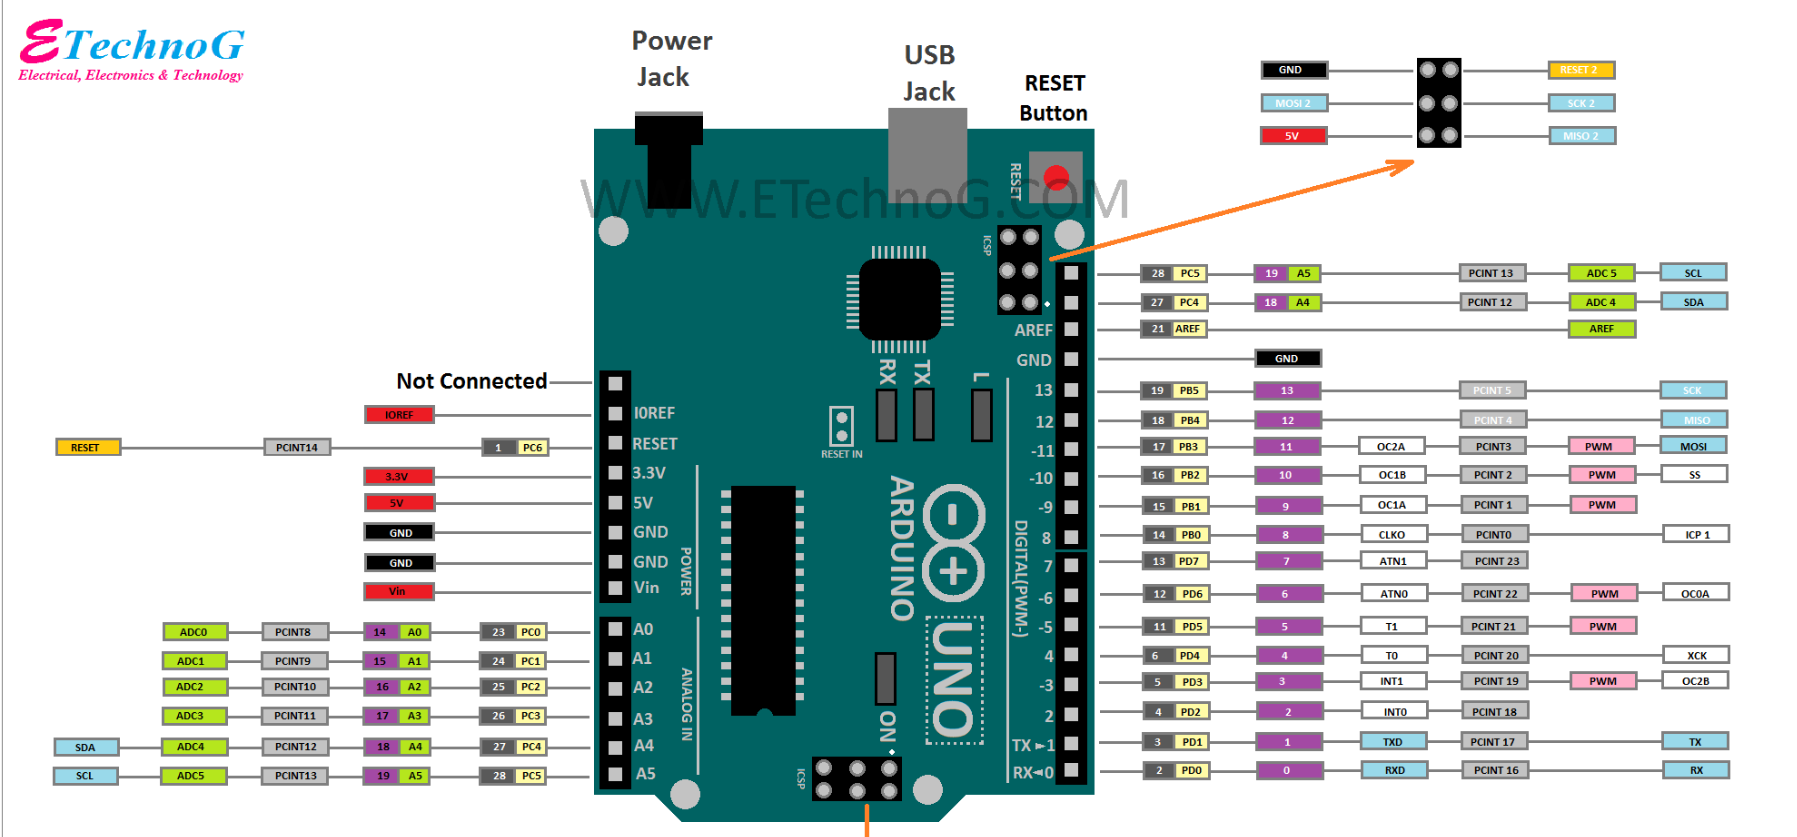 ETechnoG
Electrical, Electronics & Technology
Power
Jack
USB
Jack
RESET
Button
GND
RESET 2
MOSI 2
SCK 2
5V
MISO 2
RESET
WWW.ETechnoG.COM
ICSP
28 PC5 19 A5 PCINT 13 ADC 5 SCL
27 PC4 18 A4 PCINT 12 ADC 4 SDA
AREF 21 AREF AREF
GND GND
13 19 PB5 13 PCINT 5 SCK
12 18 PB4 12 PCINT 4 MISO
-11 17 PB3 11 OC2A PCINT3 PWM MOSI
-10 16 PB2 10 OC1B PCINT 2 PWM SS
-9 15 PB1 9 OC1A PCINT 1 PWM
8 14 PB0 8 CLKO PCINT0 ICP 1
7 13 PD7 7 ATN1 PCINT 23
-6 12 PD6 6 ATN0 PCINT 22 PWM OC0A
-5 11 PD5 5 T1 PCINT 21 PWM
4 6 PD4 4 T0 PCINT 20 XCK
-3 5 PD3 3 INT1 PCINT 19 PWM OC2B
2 4 PD2 2 INT0 PCINT 18
TX ►1 3 PD1 1 TXD PCINT 17 TX
RX◄0 2 PD0 0 RXD PCINT 16 RX
RX
TX
L
RESET IN
ARDUINO
UNO
DIGITAL(PWM-)
ON
ICSP
Not Connected
IOREF I0REF
RESET PCINT14 1 PC6 RESET
3.3V 3.3V
5V 5V
GND GND
GND GND
Vin Vin
POWER
ADC0 PCINT8 14 A0 23 PC0 A0
ADC1 PCINT9 15 A1 24 PC1 A1
ADC2 PCINT10 16 A2 25 PC2 A2
ADC3 PCINT11 17 A3 26 PC3 A3
SDA ADC4 PCINT12 18 A4 27 PC4 A4
SCL ADC5 PCINT13 19 A5 28 PC5 A5
ANALOG IN